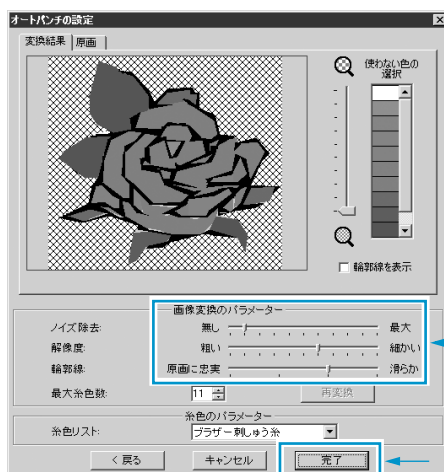 オートパンチの設定
変換結果 原画
使わない色の
選択
輪郭線を表示
画像変換のパラメーター
ノイズ除去: 無し 最大
解像度: 粗い 細かい
輪郭線: 原画に忠実 滑らか
最大糸色数: 11 再変換
糸色のパラメーター
糸色リスト: ブラザー刺しゅう糸
< 戻る キャンセル 完了